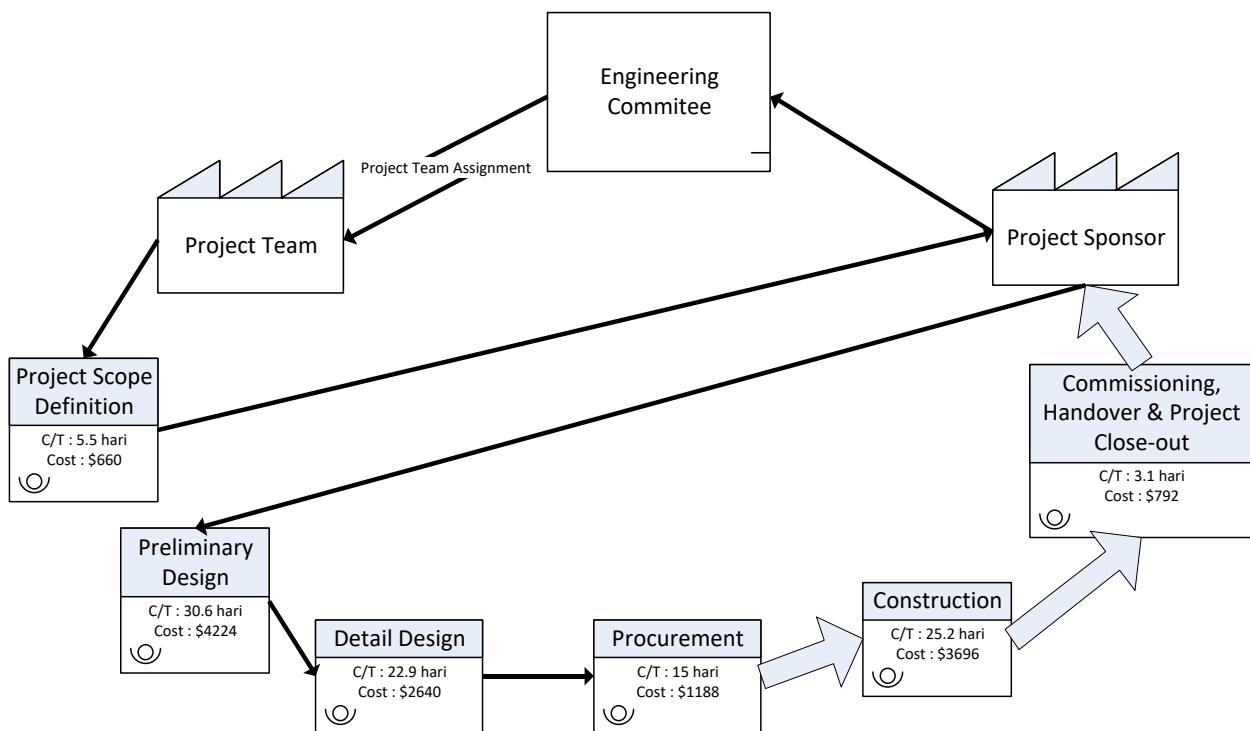 Engineering
Commitee
Project Team Assignment
Project Team
Project Sponsor
Project Scope
Definition
C/T : 5.5 hari
Cost : $660
Commissioning,
Handover & Project
Close-out
C/T : 3.1 hari
Cost : $792
Preliminary
Design
C/T : 30.6 hari
Cost : $4224
Detail Design
C/T : 22.9 hari
Cost : $2640
Procurement
C/T : 15 hari
Cost : $1188
Construction
C/T : 25.2 hari
Cost : $3696